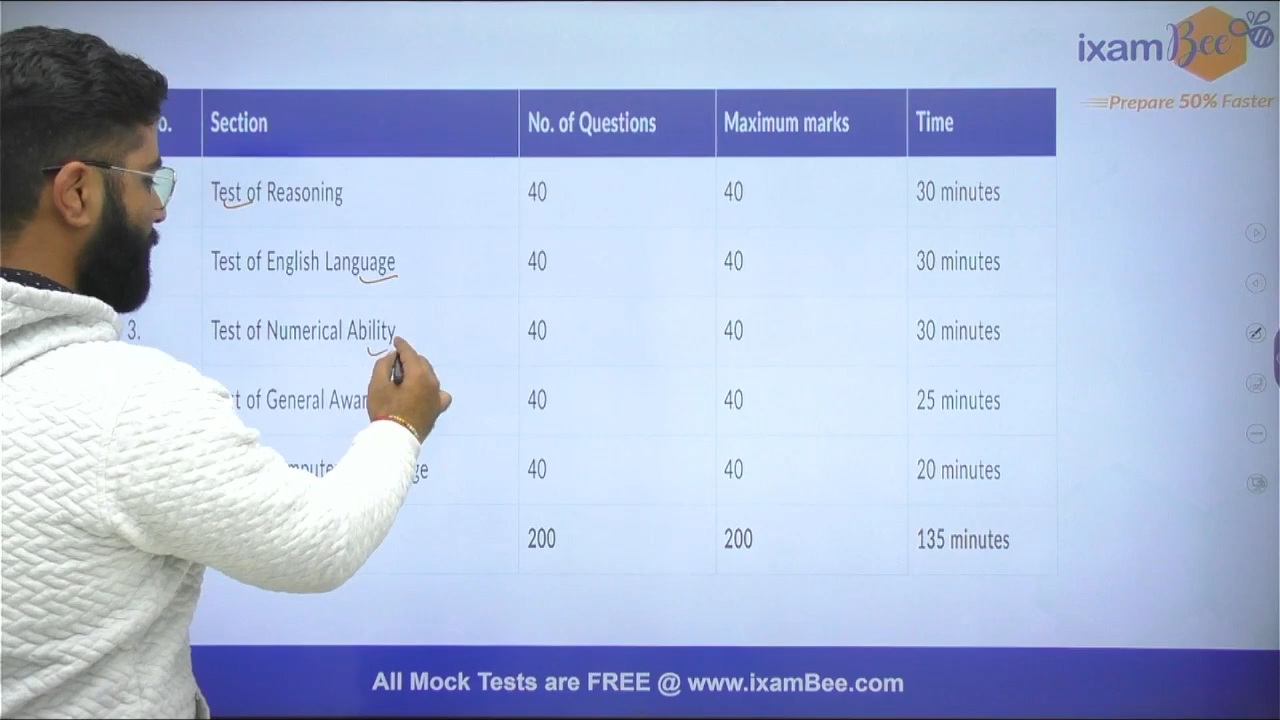 ixamBee
Prepare 50% Faster
Section No. of Questions Maximum marks Time
Test of Reasoning 40 40 30 minutes
Test of English Language 40 40 30 minutes
3. Test of Numerical Ability 40 40 30 minutes
of General 40 40 25 minutes
40 40 20 minutes
200 200 135 minutes
All Mock Tests are FREE @ www.ixamBee.com